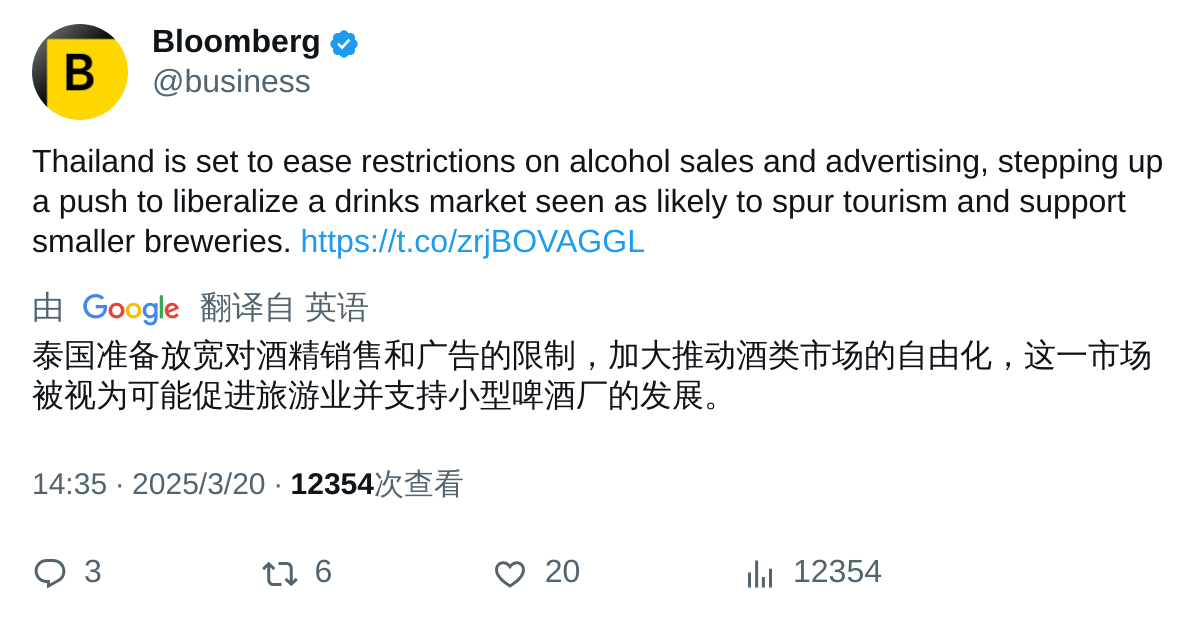 B
Bloomberg
@business
Thailand is set to ease restrictions on alcohol sales and advertising, stepping up
a push to liberalize a drinks market seen as likely to spur tourism and support
smaller breweries. https://t.co/zrjBOVAGGL
由 Google 翻译自 英语
泰国准备放宽对酒精销售和广告的限制，加大推动酒类市场的自由化，这一市场
被视为可能促进旅游业并支持小型啤酒厂的发展。
14:35 · 2025/3/20 · 12354次查看
3 6 20 12354